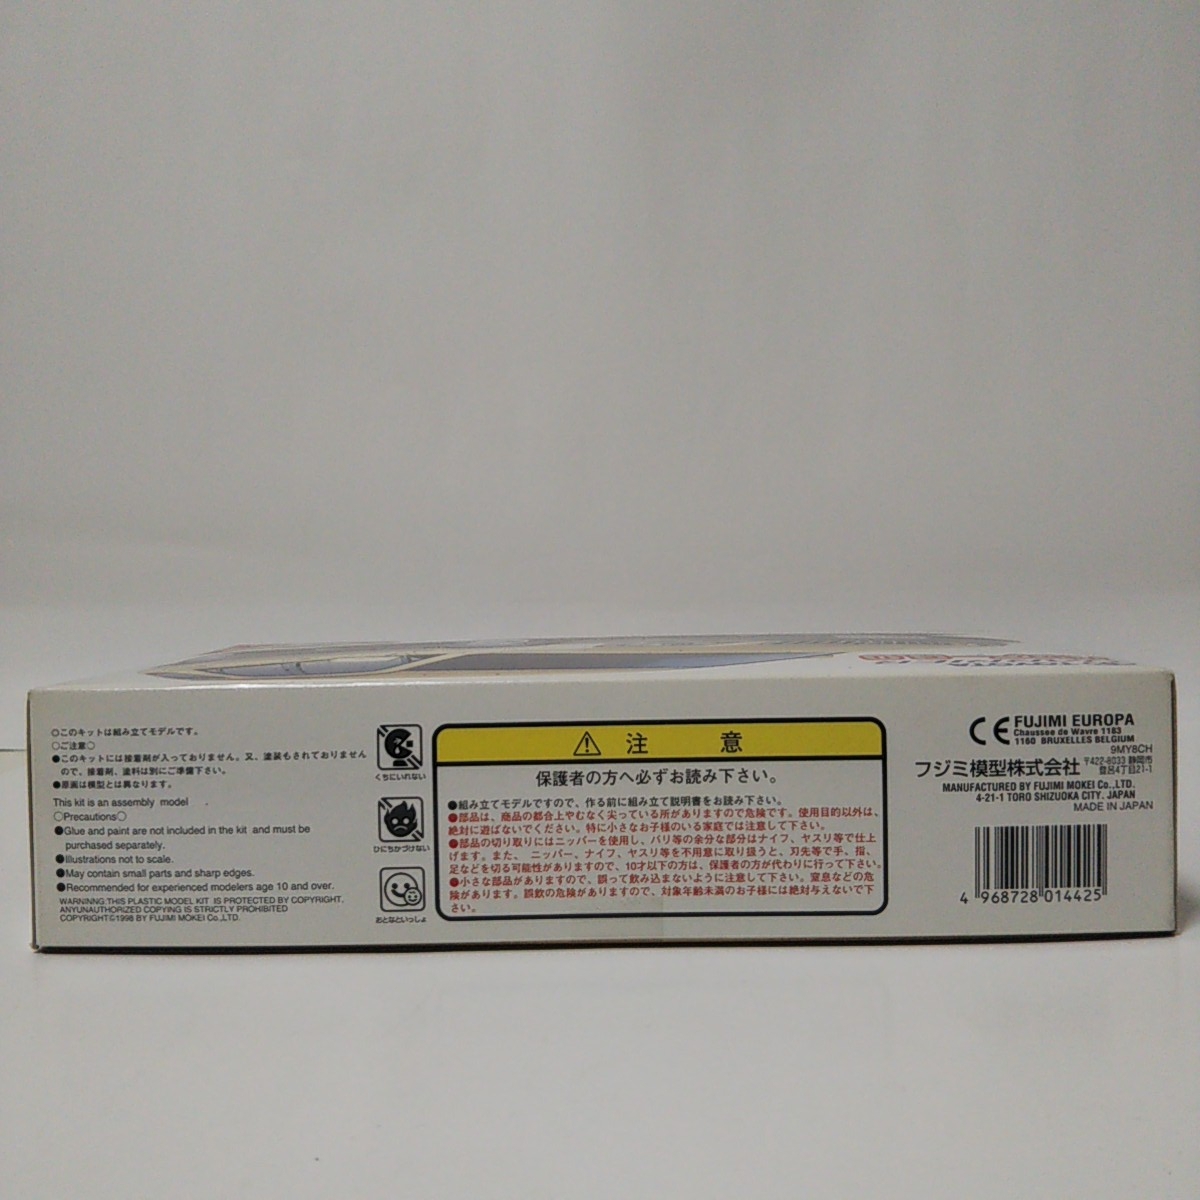 ○このキットは組み立てモデルです。
○ご注意○
●このキットには接着剤が入っておりません。又、塗装もされておりません
ので、接着剤、塗料は別にご準備下さい。
●原画は模型とは異なります。
This kit is an assembly model
○Precautions○
●Glue and paint are not included in the kit and must be
purchased separately.
●Illustrations not to scale.
●May contain small parts and sharp edges.
●Recommended for experienced modelers age 10 and over.
WARNINNG:THIS PLASTIC MODEL KIT IS PROTECTED BY COPYRIGHT.
ANYUNAUTHORIZED COPYING IS STRICTLY PROHIBITED
COPYRIGHT©1998 BY FUJIMI MOKEI Co.,LTD.
くちにいれない
ひにちかづけない
おとなといっしょ
注 意
保護者の方へ必ずお読み下さい。
●組み立てモデルですので、作る前に組み立て説明書をお読み下さい。
●部品は、商品の都合上やむなく尖っている所がありますので危険です。使用目的以外は、
絶対に遊ばないでください。特に小さなお子様のいる家庭では注意して下さい。
●部品の切り取りにはニッパーを使用し、バリ等の余分な部分はナイフ、ヤスリ等で仕上
げます。また、 ニッパー、ナイフ、ヤスリ等を不用意に取り扱うと、刃先等で手、指、
足などを切る可能性がありますので、10才以下の方は、保護者の方が代わりに行って下さい。
●小さな部品がありますので、誤って飲み込まないように注意して下さい。窒息などの危
険があります。誤飲の危険がありますので、対象年齢未満のお子様には絶対与えないで下
さい。
CE FUJIMI EUROPA
Chaussee de Wavre 1183
1160 BRUXELLES BELGIUM
9MY8CH
フジミ模型株式会社 〒422-8033 静岡市
登呂4丁目21-1
MANUFACTURED BY FUJIMI MOKEI Co.,LTD.
4-21-1 TORO SHIZUOKA CITY. JAPAN
MADE IN JAPAN
4 968728 014425